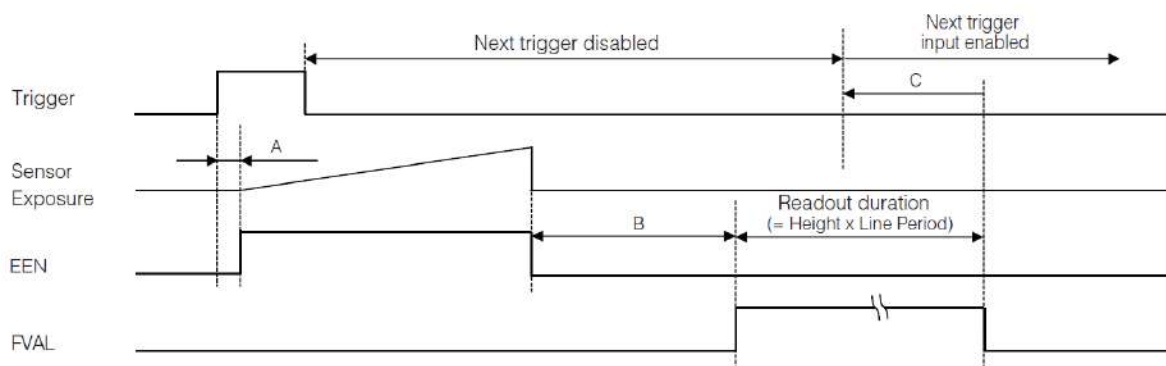 Next trigger disabled
Next trigger
input enabled
Trigger
C
A
Sensor
Exposure
Readout duration
(= Height x Line Period)
B
EEN
FVAL